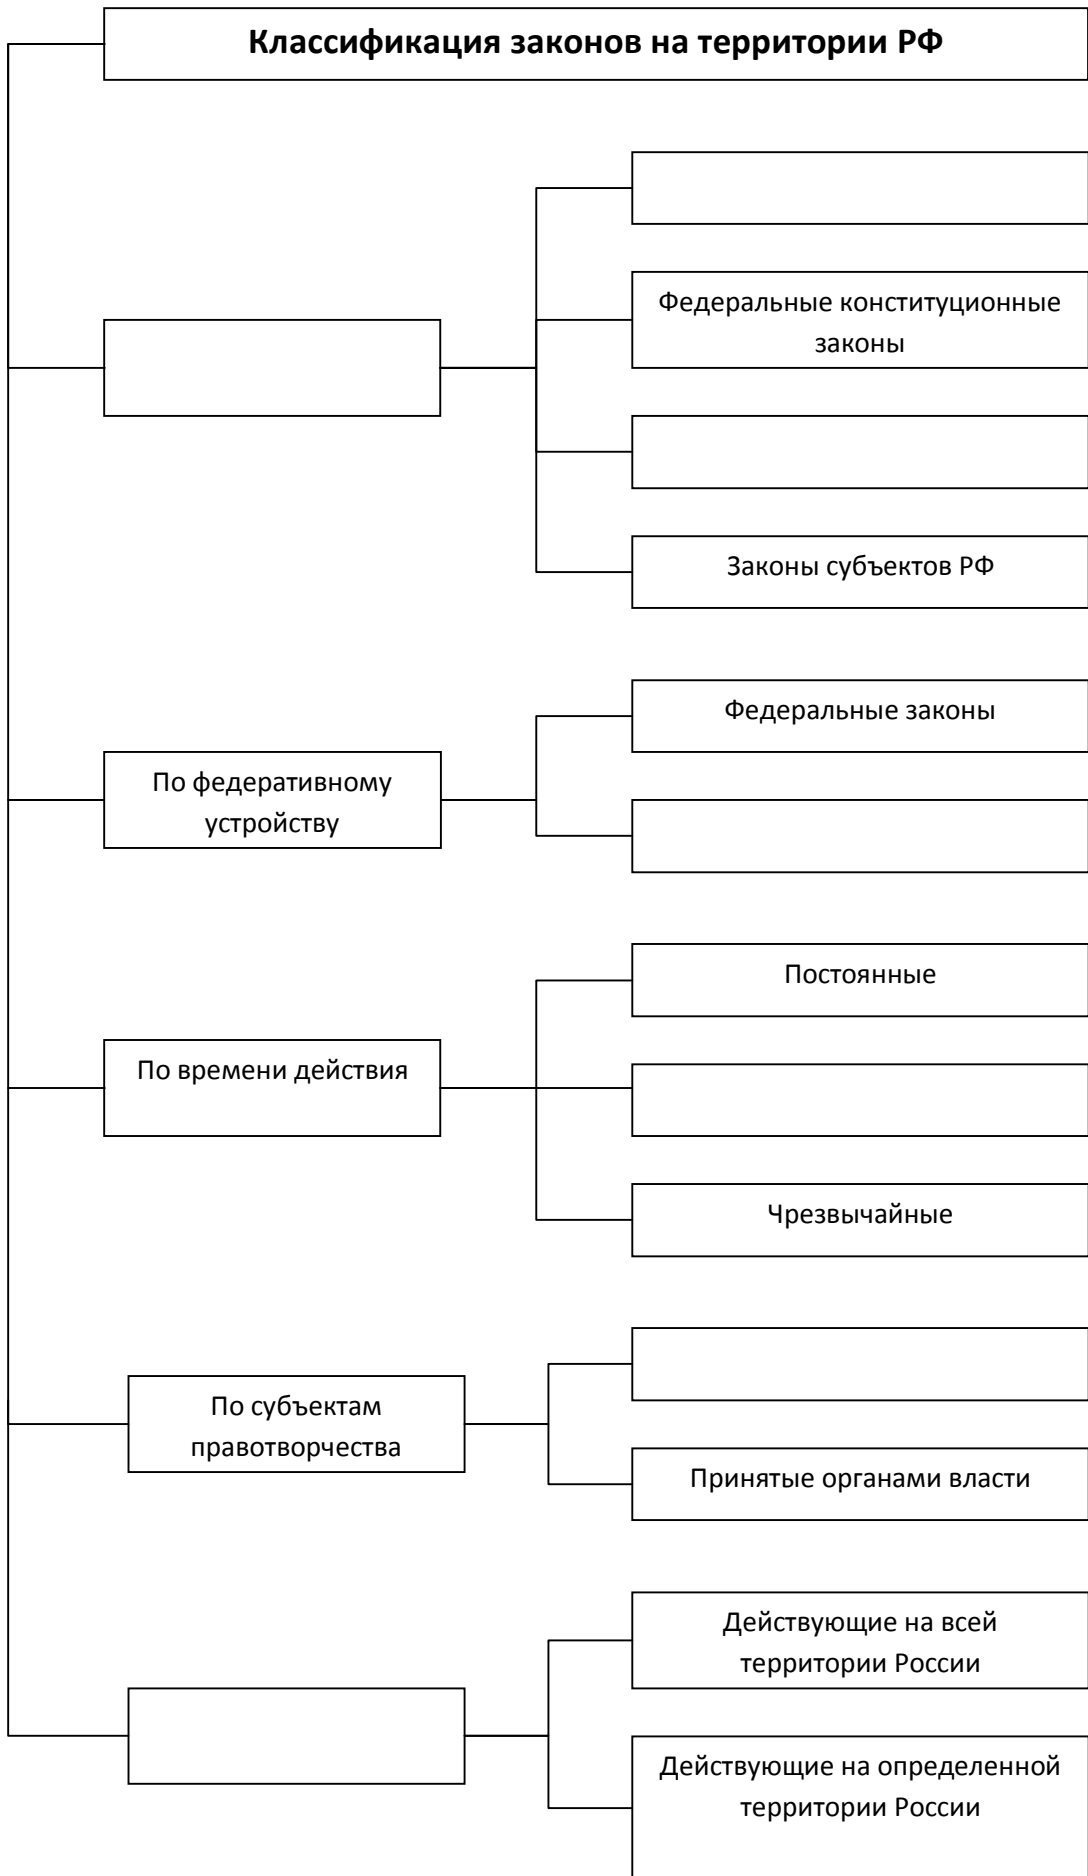 Классификация законов на территории РФ
Федеральные конституционные
законы
Законы субъектов РФ
Федеральные законы
По федеративному
устройству
Постоянные
По времени действия
Чрезвычайные
По субъектам
правотворчества
Принятые органами власти
Действующие на всей
территории России
Действующие на определенной
территории России